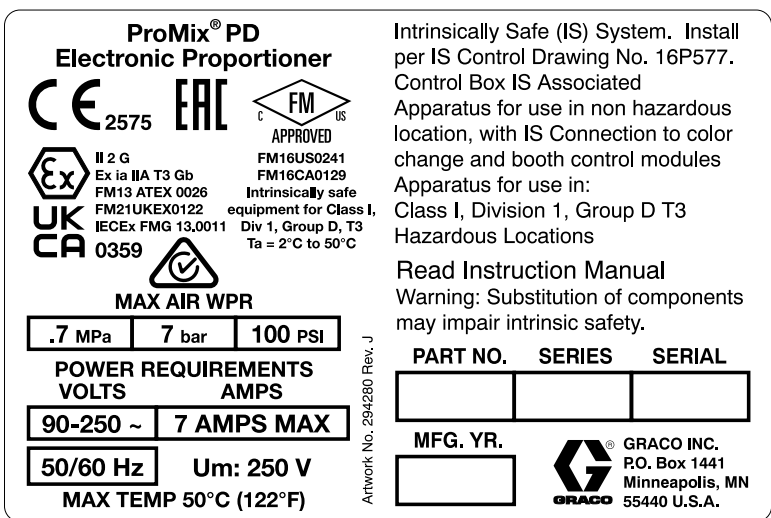 ProMix® PD
Electronic Proportioner
CE 2575
EAC
C FM US
APPROVED
Ex
II 2 G
Ex ia IIA T3 Gb
FM13 ATEX 0026
FM21UKEX0122
IECEx FMG 13.0011
UK
CA 0359
FM16US0241
FM16CA0129
Intrinsically safe
equipment for Class I,
Div 1, Group D, T3
Ta = 2°C to 50°C
MAX AIR WPR
.7 MPa 7 bar 100 PSI
POWER REQUIREMENTS
VOLTS AMPS
90-250 ~ 7 AMPS MAX
50/60 Hz Um: 250 V
MAX TEMP 50°C (122°F)
Artwork No. 294280 Rev. J
Intrinsically Safe (IS) System. Install
per IS Control Drawing No. 16P577.
Control Box IS Associated
Apparatus for use in non hazardous
location, with IS Connection to color
change and booth control modules
Apparatus for use in:
Class I, Division 1, Group D T3
Hazardous Locations
Read Instruction Manual
Warning: Substitution of components
may impair intrinsic safety.
PART NO. SERIES SERIAL
MFG. YR.
G ®
GRACO
GRACO INC.
P.O. Box 1441
Minneapolis, MN
55440 U.S.A.